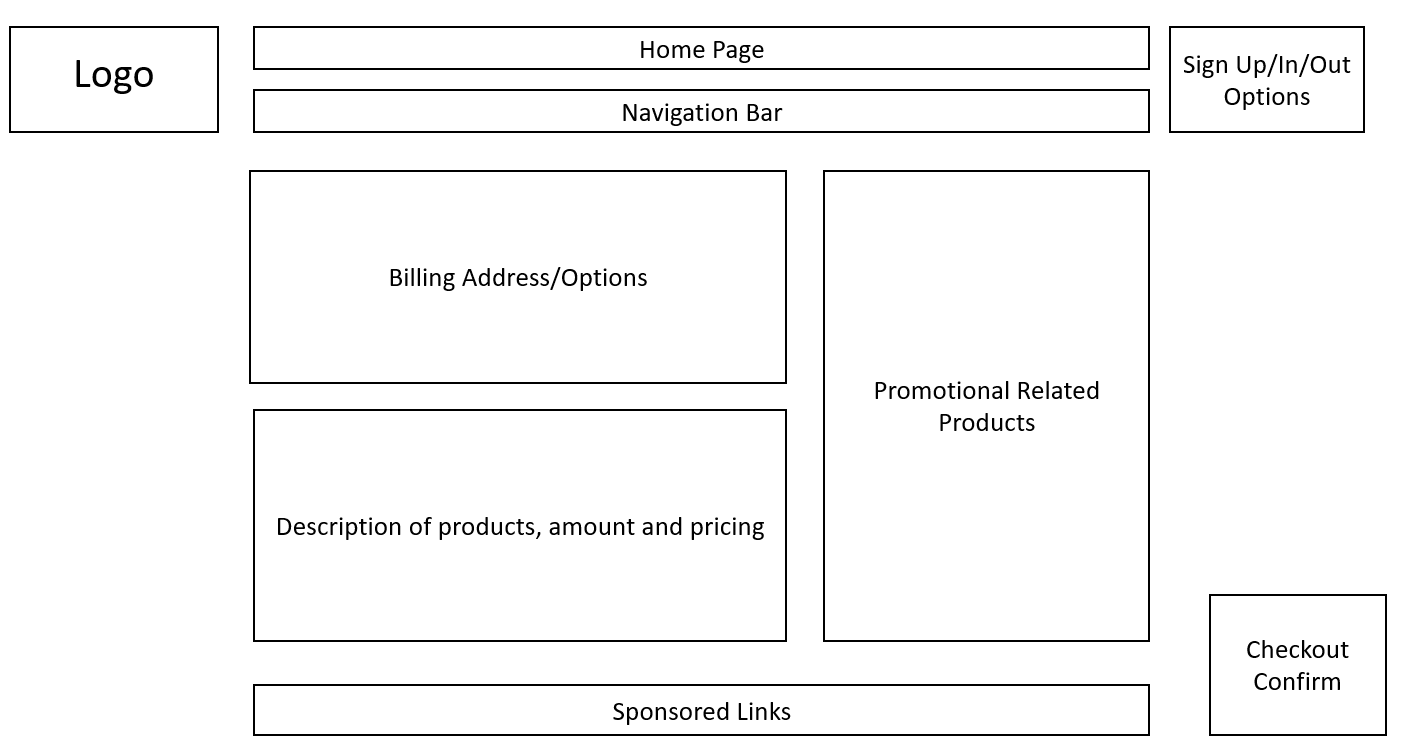 Logo
Home Page
Sign Up/In/Out
Options
Navigation Bar
Billing Address/Options
Promotional Related
Products
Description of products, amount and pricing
Checkout
Confirm
Sponsored Links